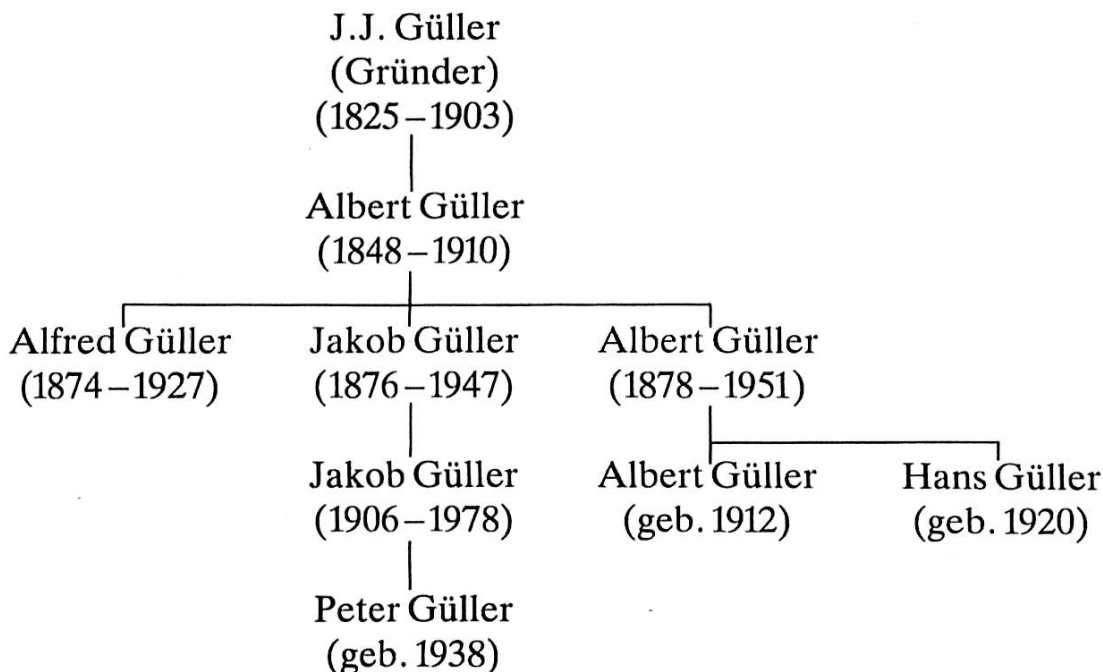 J.J. Güller
(Gründer)
(1825–1903)
Albert Güller
(1848–1910)
Alfred Güller Jakob Güller Albert Güller
(1874–1927) (1876–1947) (1878–1951)
Jakob Güller Albert Güller Hans Güller
(1906–1978) (geb. 1912) (geb. 1920)
Peter Güller
(geb. 1938)